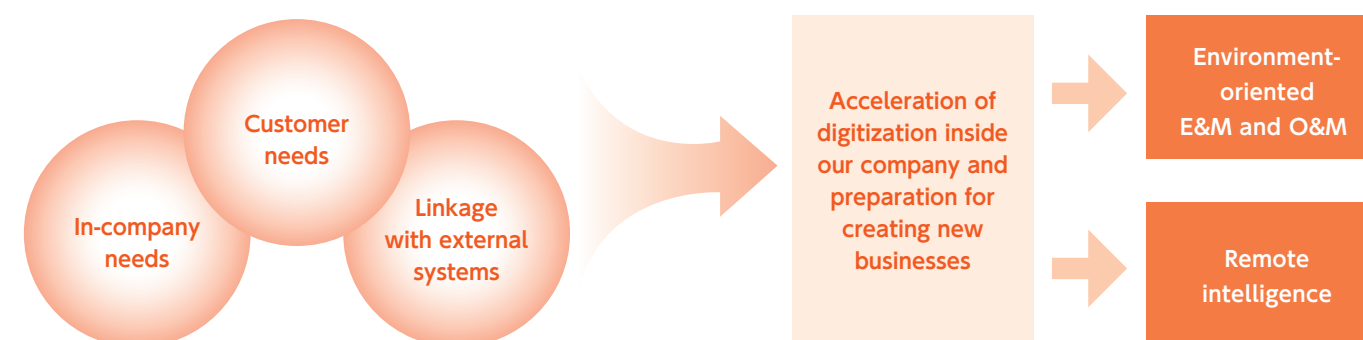 Customer
needs
In-company
needs
Linkage
with external
systems
Acceleration of
digitization inside
our company and
preparation for
creating new
businesses
Environment-
oriented
E&M and O&M
Remote
intelligence